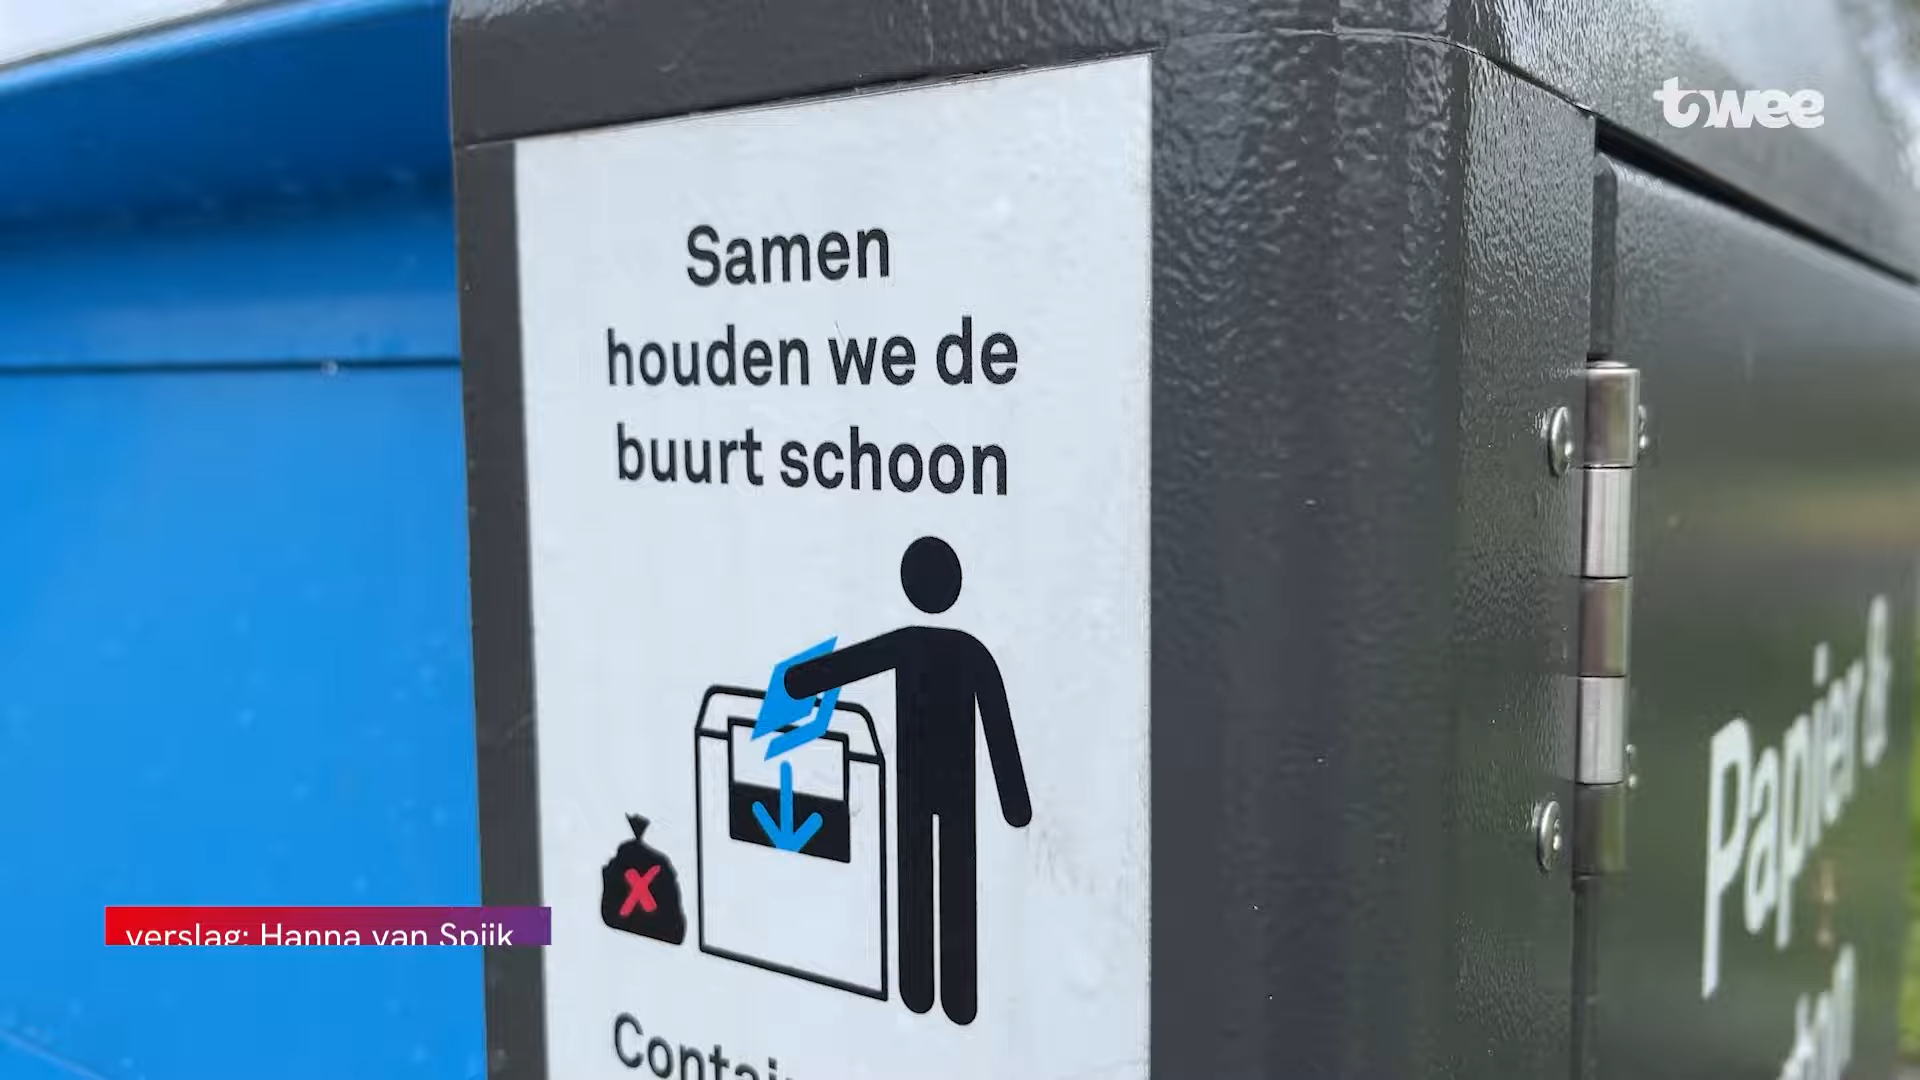 twee
Samen
houden we de
buurt schoon
Papier &
verslag: Hanna van Spijk